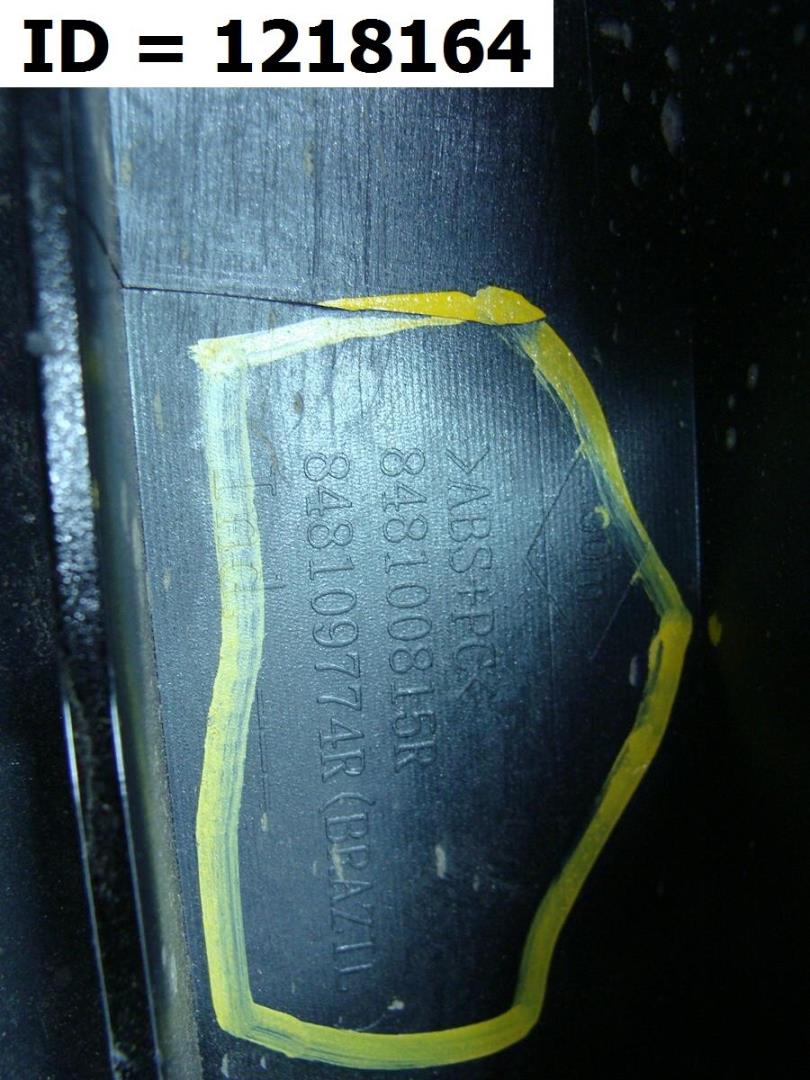 ID = 1218164
>ABS+PC<
848100815R
848109774R(BRAZIL